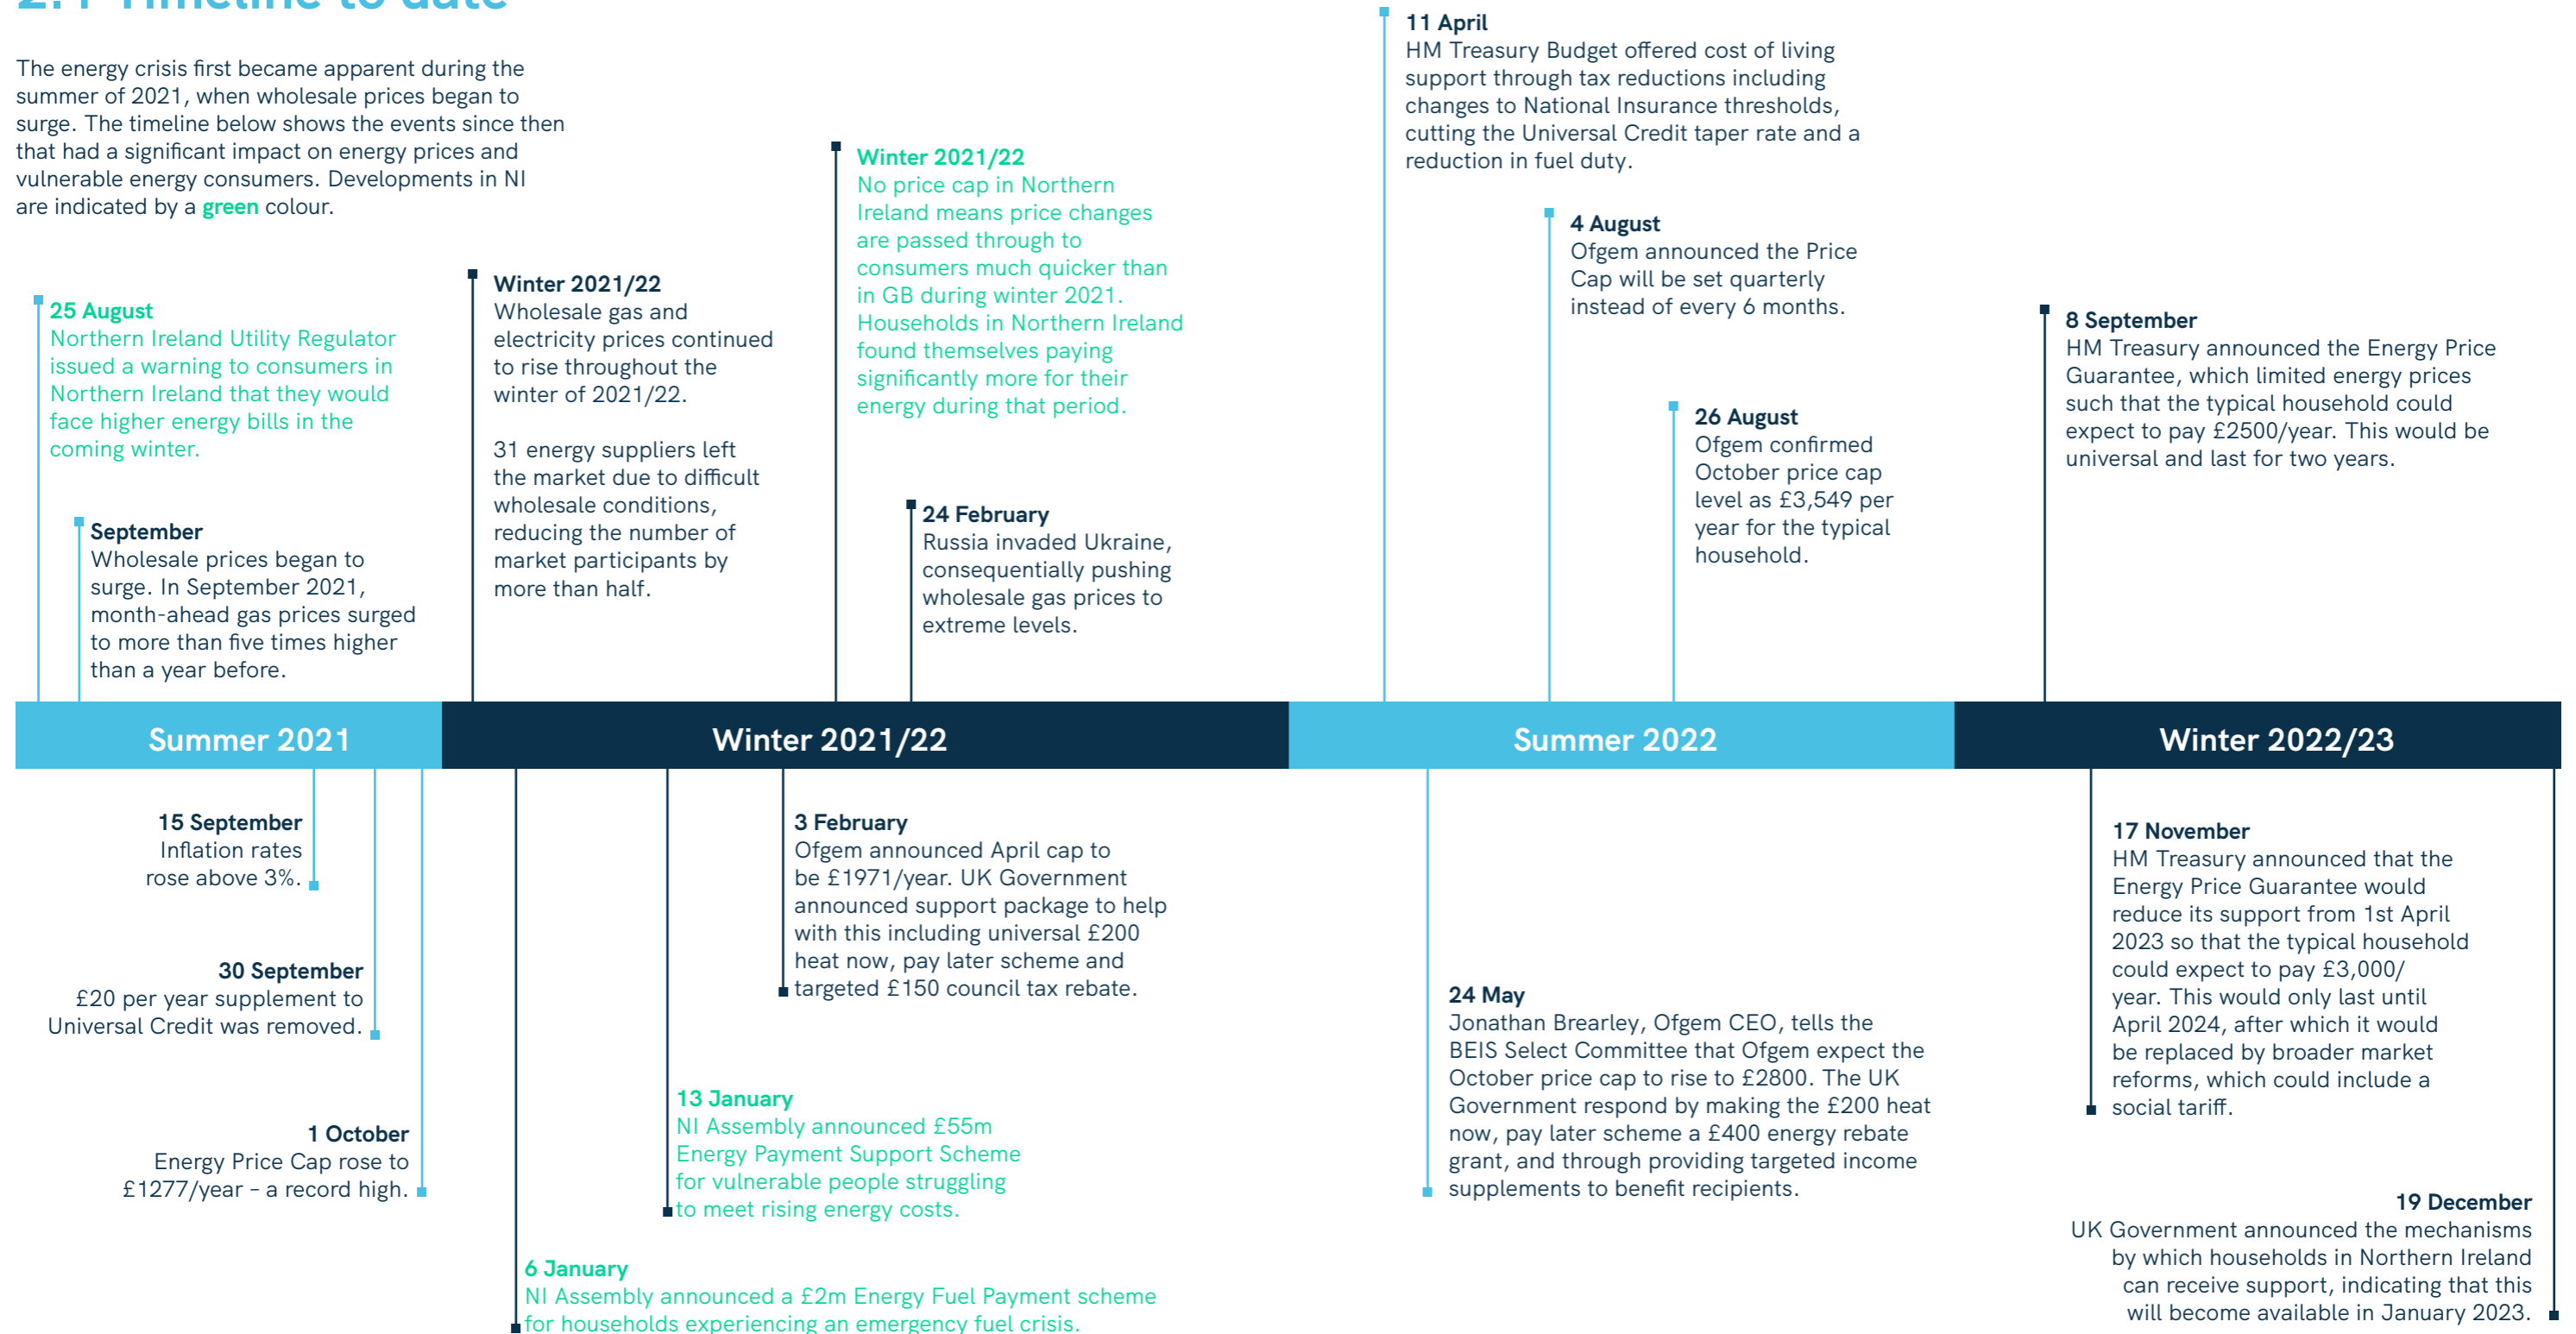 2.1 Timeline to date
The energy crisis first became apparent during the
summer of 2021, when wholesale prices began to
surge. The timeline below shows the events since then
that had a significant impact on energy prices and
vulnerable energy consumers. Developments in NI
are indicated by a green colour.
25 August
Northern Ireland Utility Regulator
issued a warning to consumers in
Northern Ireland that they would
face higher energy bills in the
coming winter.
September
Wholesale prices began to
surge. In September 2021,
month-ahead gas prices surged
to more than five times higher
than a year before.
Winter 2021/22
Wholesale gas and
electricity prices continued
to rise throughout the
winter of 2021/22.
31 energy suppliers left
the market due to difficult
wholesale conditions,
reducing the number of
market participants by
more than half.
Winter 2021/22
No price cap in Northern
Ireland means price changes
are passed through to
consumers much quicker than
in GB during winter 2021.
Households in Northern Ireland
found themselves paying
significantly more for their
energy during that period.
24 February
Russia invaded Ukraine,
consequentially pushing
wholesale gas prices to
extreme levels.
11 April
HM Treasury Budget offered cost of living
support through tax reductions including
changes to National Insurance thresholds,
cutting the Universal Credit taper rate and a
reduction in fuel duty.
4 August
Ofgem announced the Price
Cap will be set quarterly
instead of every 6 months.
26 August
Ofgem confirmed
October price cap
level as £3,549 per
year for the typical
household.
8 September
HM Treasury announced the Energy Price
Guarantee, which limited energy prices
such that the typical household could
expect to pay £2500/year. This would be
universal and last for two years.
Summer 2021
Winter 2021/22
Summer 2022
Winter 2022/23
15 September
Inflation rates
rose above 3%.
30 September
£20 per year supplement to
Universal Credit was removed.
1 October
Energy Price Cap rose to
£1277/year – a record high.
3 February
Ofgem announced April cap to
be £1971/year. UK Government
announced support package to help
with this including universal £200
heat now, pay later scheme and
targeted £150 council tax rebate.
13 January
NI Assembly announced £55m
Energy Payment Support Scheme
for vulnerable people struggling
to meet rising energy costs.
6 January
NI Assembly announced a £2m Energy Fuel Payment scheme
for households experiencing an emergency fuel crisis.
24 May
Jonathan Brearley, Ofgem CEO, tells the
BEIS Select Committee that Ofgem expect the
October price cap to rise to £2800. The UK
Government respond by making the £200 heat
now, pay later scheme a £400 energy rebate
grant, and through providing targeted income
supplements to benefit recipients.
17 November
HM Treasury announced that the
Energy Price Guarantee would
reduce its support from 1st April
2023 so that the typical household
could expect to pay £3,000/
year. This would only last until
April 2024, after which it would
be replaced by broader market
reforms, which could include a
social tariff.
19 December
UK Government announced the mechanisms
by which households in Northern Ireland
can receive support, indicating that this
will become available in January 2023.